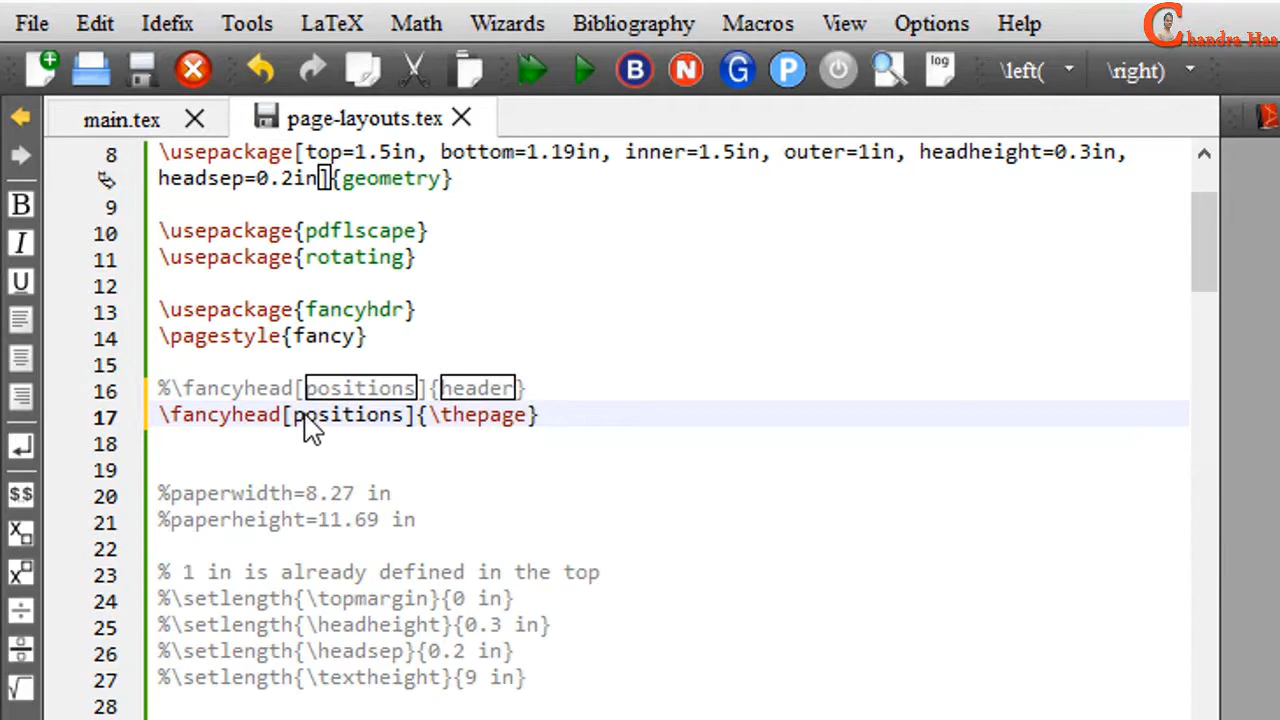 Chandra Has
File Edit Idefix Tools LaTeX Math Wizards Bibliography Macros View Options Help
B N G P log \left( \right)
main.tex page-layouts.tex
8 \usepackage[top=1.5in, bottom=1.19in, inner=1.5in, outer=1in, headheight=0.3in,
headsep=0.2in]{geometry}
9
10 \usepackage{pdflscape}
11 \usepackage{rotating}
12
13 \usepackage{fancyhdr}
14 \pagestyle{fancy}
15
16 %\fancyhead[positions]{header}
17 \fancyhead[positions]{\thepage}
18
19
20 %paperwidth=8.27 in
21 %paperheight=11.69 in
22
23 % 1 in is already defined in the top
24 %\setlength{\topmargin}{0 in}
25 %\setlength{\headheight}{0.3 in}
26 %\setlength{\headsep}{0.2 in}
27 %\setlength{\textheight}{9 in}
28
B
I
U
$$